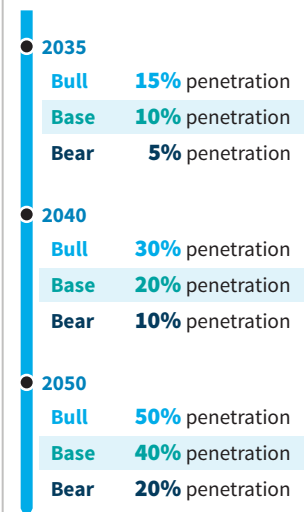 2035
Bull 15% penetration
Base 10% penetration
Bear 5% penetration
2040
Bull 30% penetration
Base 20% penetration
Bear 10% penetration
2050
Bull 50% penetration
Base 40% penetration
Bear 20% penetration